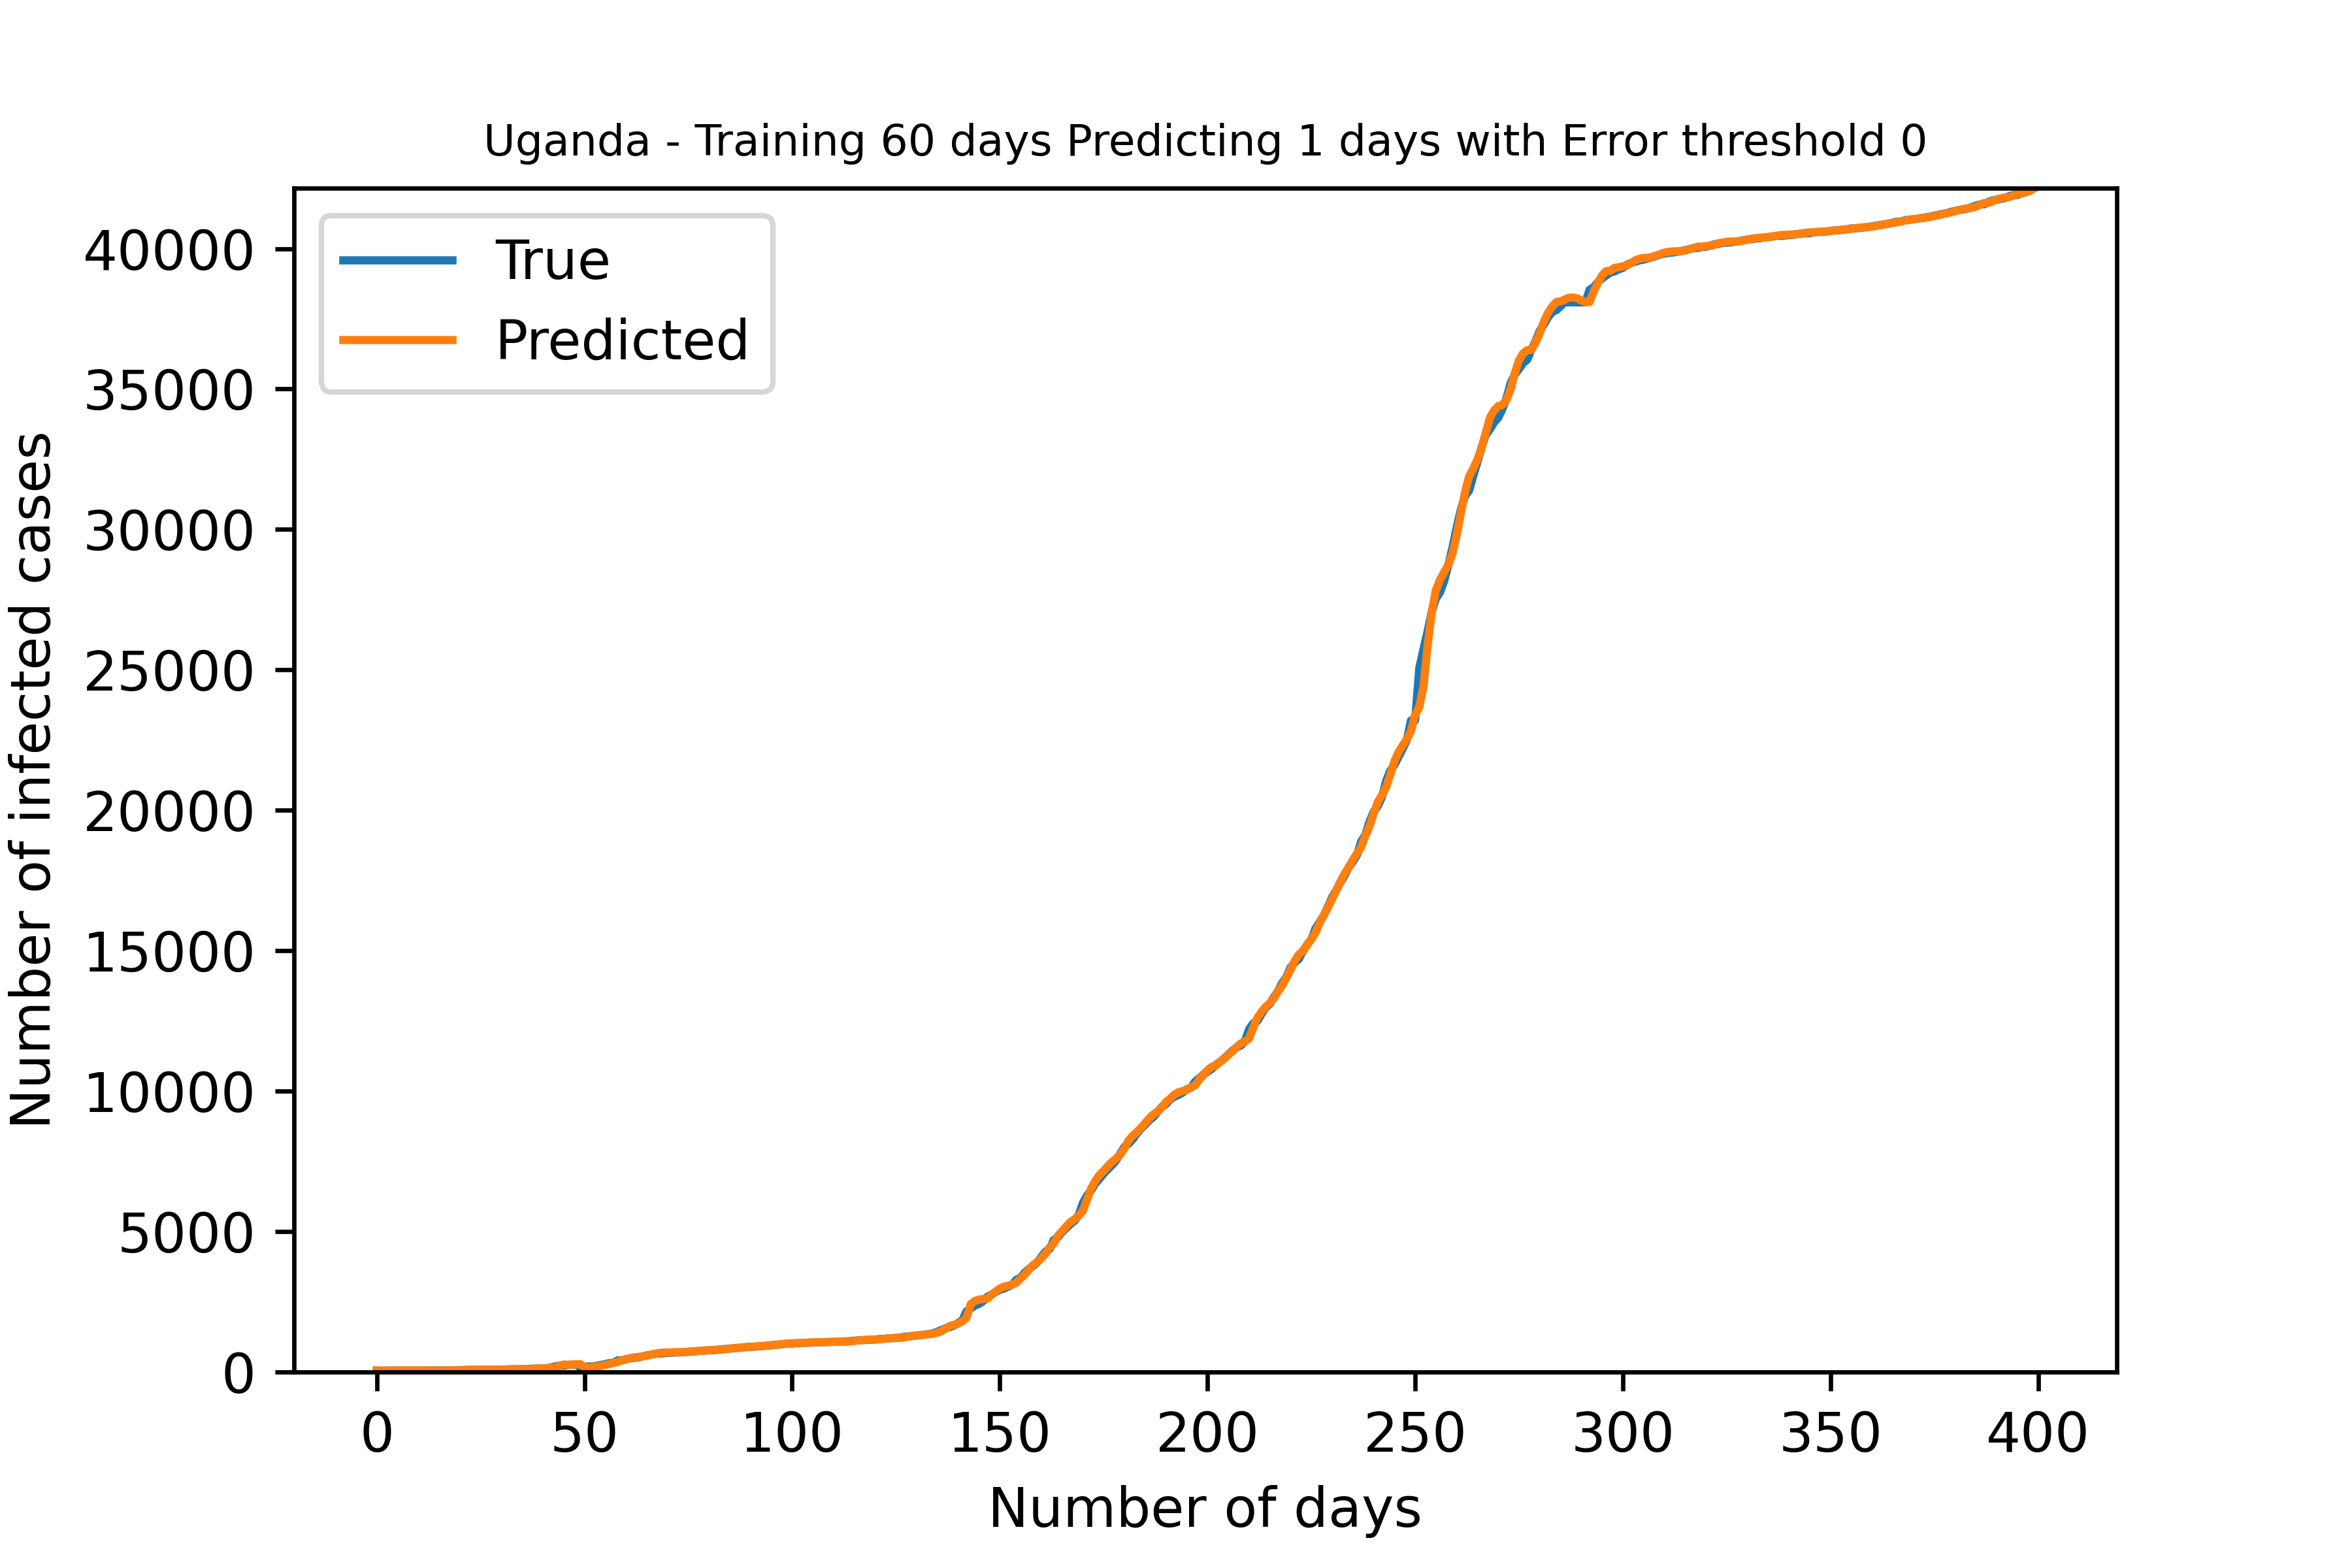 Uganda - Training 60 days Predicting 1 days with Error threshold 0
True
Predicted
40000
35000
30000
25000
20000
15000
10000
5000
0
Number of infected cases
0 50 100 150 200 250 300 350 400
Number of days